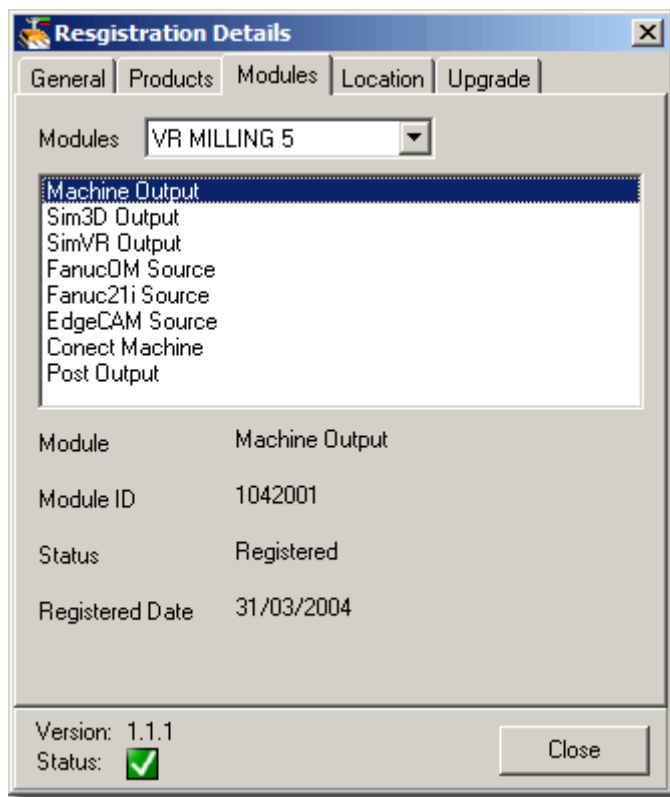 Resgistration Details
General Products Modules Location Upgrade
Modules VR MILLING 5
Machine Output
Sim3D Output
SimVR Output
Fanuc0M Source
Fanuc21i Source
EdgeCAM Source
Conect Machine
Post Output
Module Machine Output
Module ID 1042001
Status Registered
Registered Date 31/03/2004
Version: 1.1.1
Status:
Close